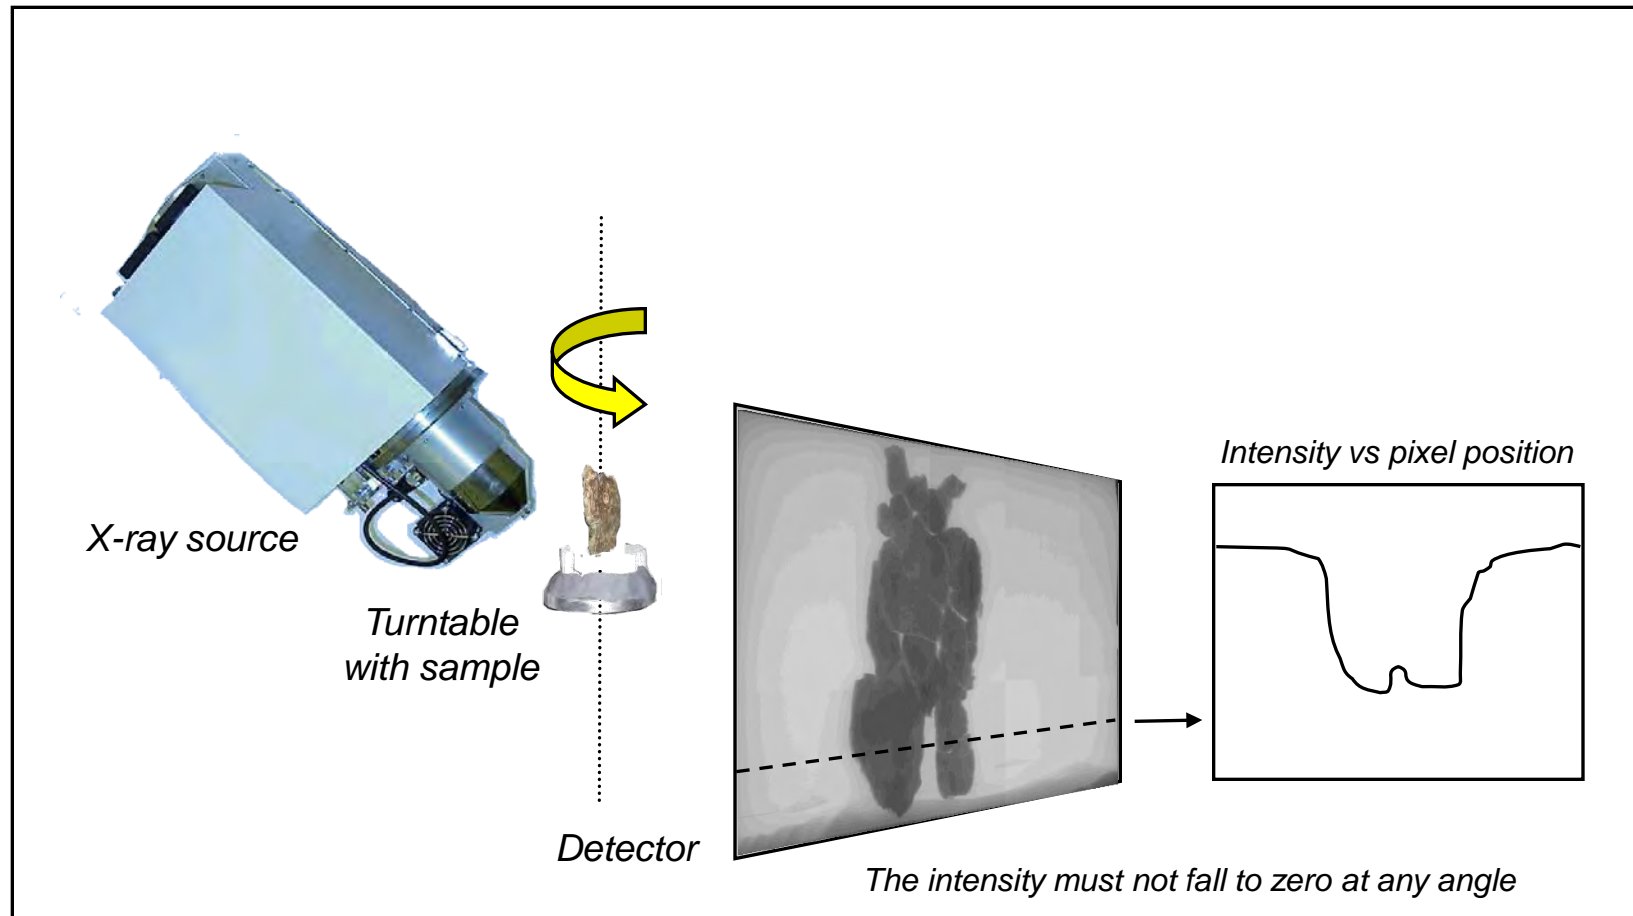 Intensity vs pixel position
X-ray source
Turntable
with sample
Detector
The intensity must not fall to zero at any angle